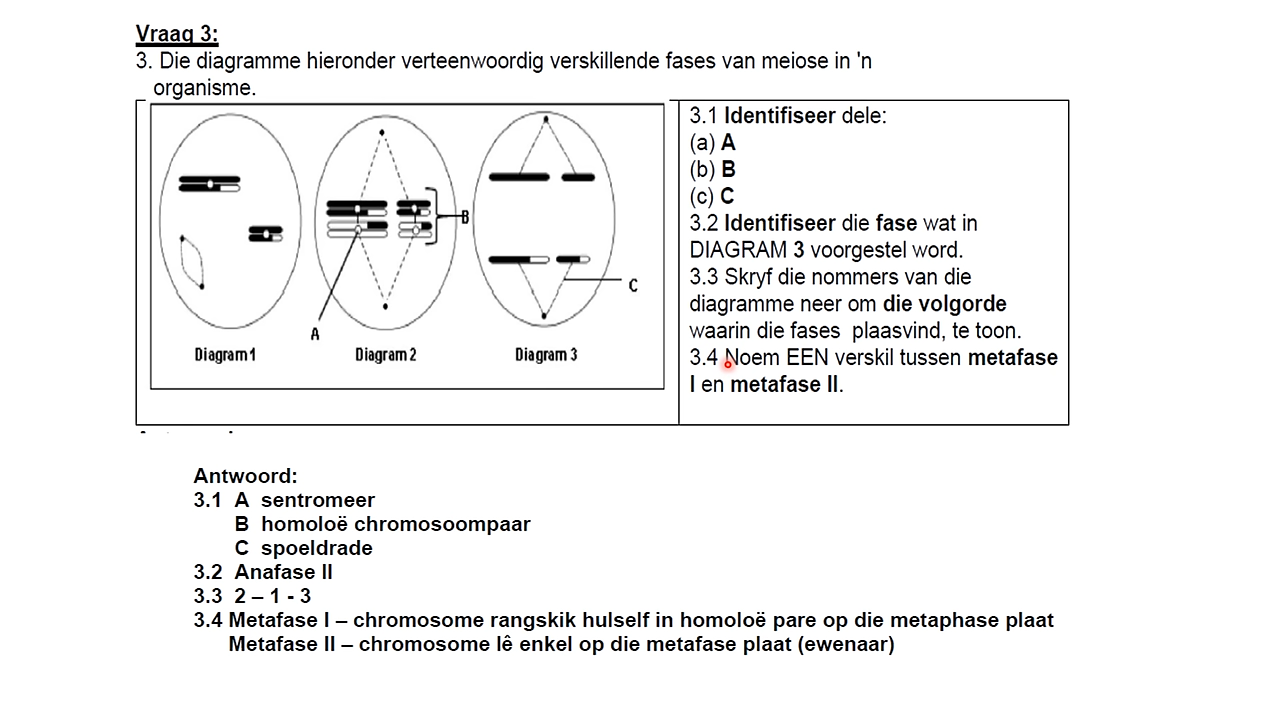 Vraag 3:
3. Die diagramme hieronder verteenwoordig verskillende fases van meiose in 'n
organisme.
B
C
A
Diagram 1
Diagram 2
Diagram 3
3.1 Identifiseer dele:
(a) A
(b) B
(c) C
3.2 Identifiseer die fase wat in
DIAGRAM 3 voorgestel word.
3.3 Skryf die nommers van die
diagramme neer om die volgorde
waarin die fases plaasvind, te toon.
3.4 Noem EEN verskil tussen metafase
I en metafase II.
Antwoord:
3.1 A sentromeer
B homoloë chromosoompaar
C spoeldrade
3.2 Anafase II
3.3 2 – 1 - 3
3.4 Metafase I – chromosome rangskik hulself in homoloë pare op die metaphase plaat
Metafase II – chromosome lê enkel op die metafase plaat (ewenaar)